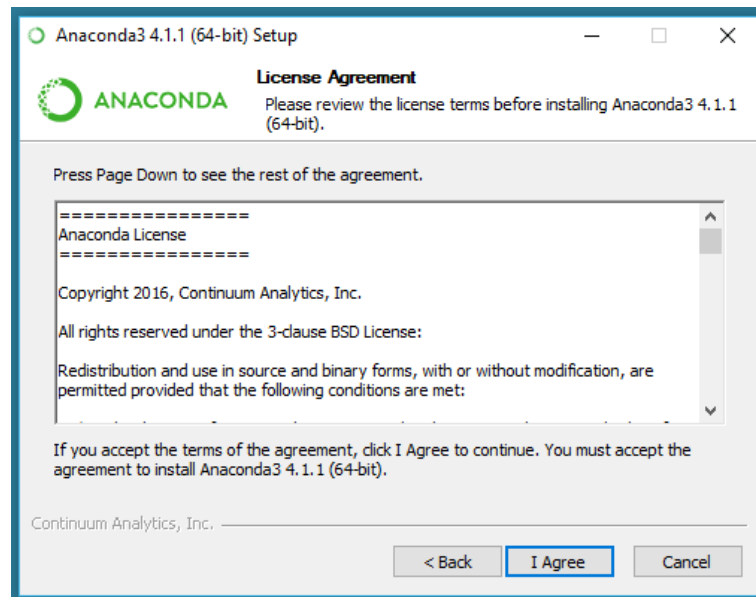 Anaconda3 4.1.1 (64-bit) Setup
ANACONDA
License Agreement
Please review the license terms before installing Anaconda3 4.1.1
(64-bit).
Press Page Down to see the rest of the agreement.
================
Anaconda License
================
Copyright 2016, Continuum Analytics, Inc.
All rights reserved under the 3-clause BSD License:
Redistribution and use in source and binary forms, with or without modification, are
permitted provided that the following conditions are met:
If you accept the terms of the agreement, click I Agree to continue. You must accept the
agreement to install Anaconda3 4.1.1 (64-bit).
Continuum Analytics, Inc.
< Back
I Agree
Cancel